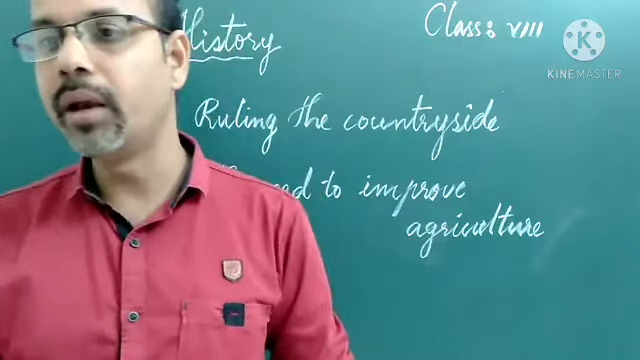 History
Class: VIII
KINEMASTER
Ruling the countryside
to improve
agriculture